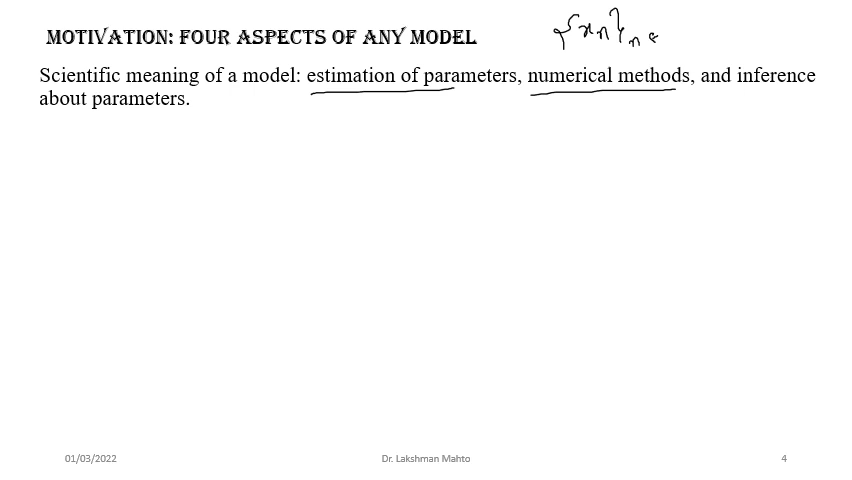 MOTIVATION: FOUR ASPECTS OF ANY MODEL
{xn}n
Scientific meaning of a model: estimation of parameters, numerical methods, and inference
about parameters.
01/03/2022 Dr. Lakshman Mahto 4